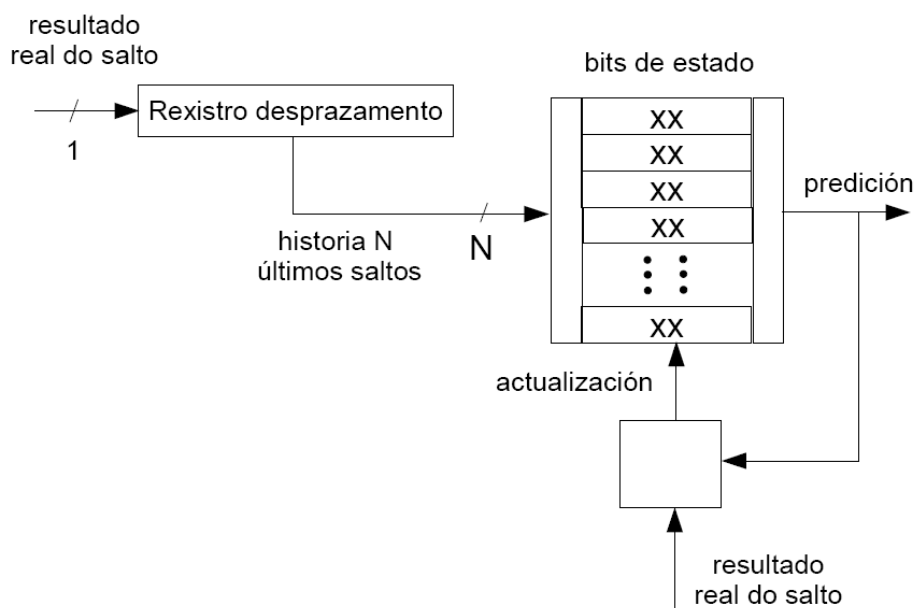 resultado
real do salto
1
Rexistro desprazamento
historia N
últimos saltos
N
bits de estado
xx
xx
xx
xx
xx
predición
actualización
resultado
real do salto